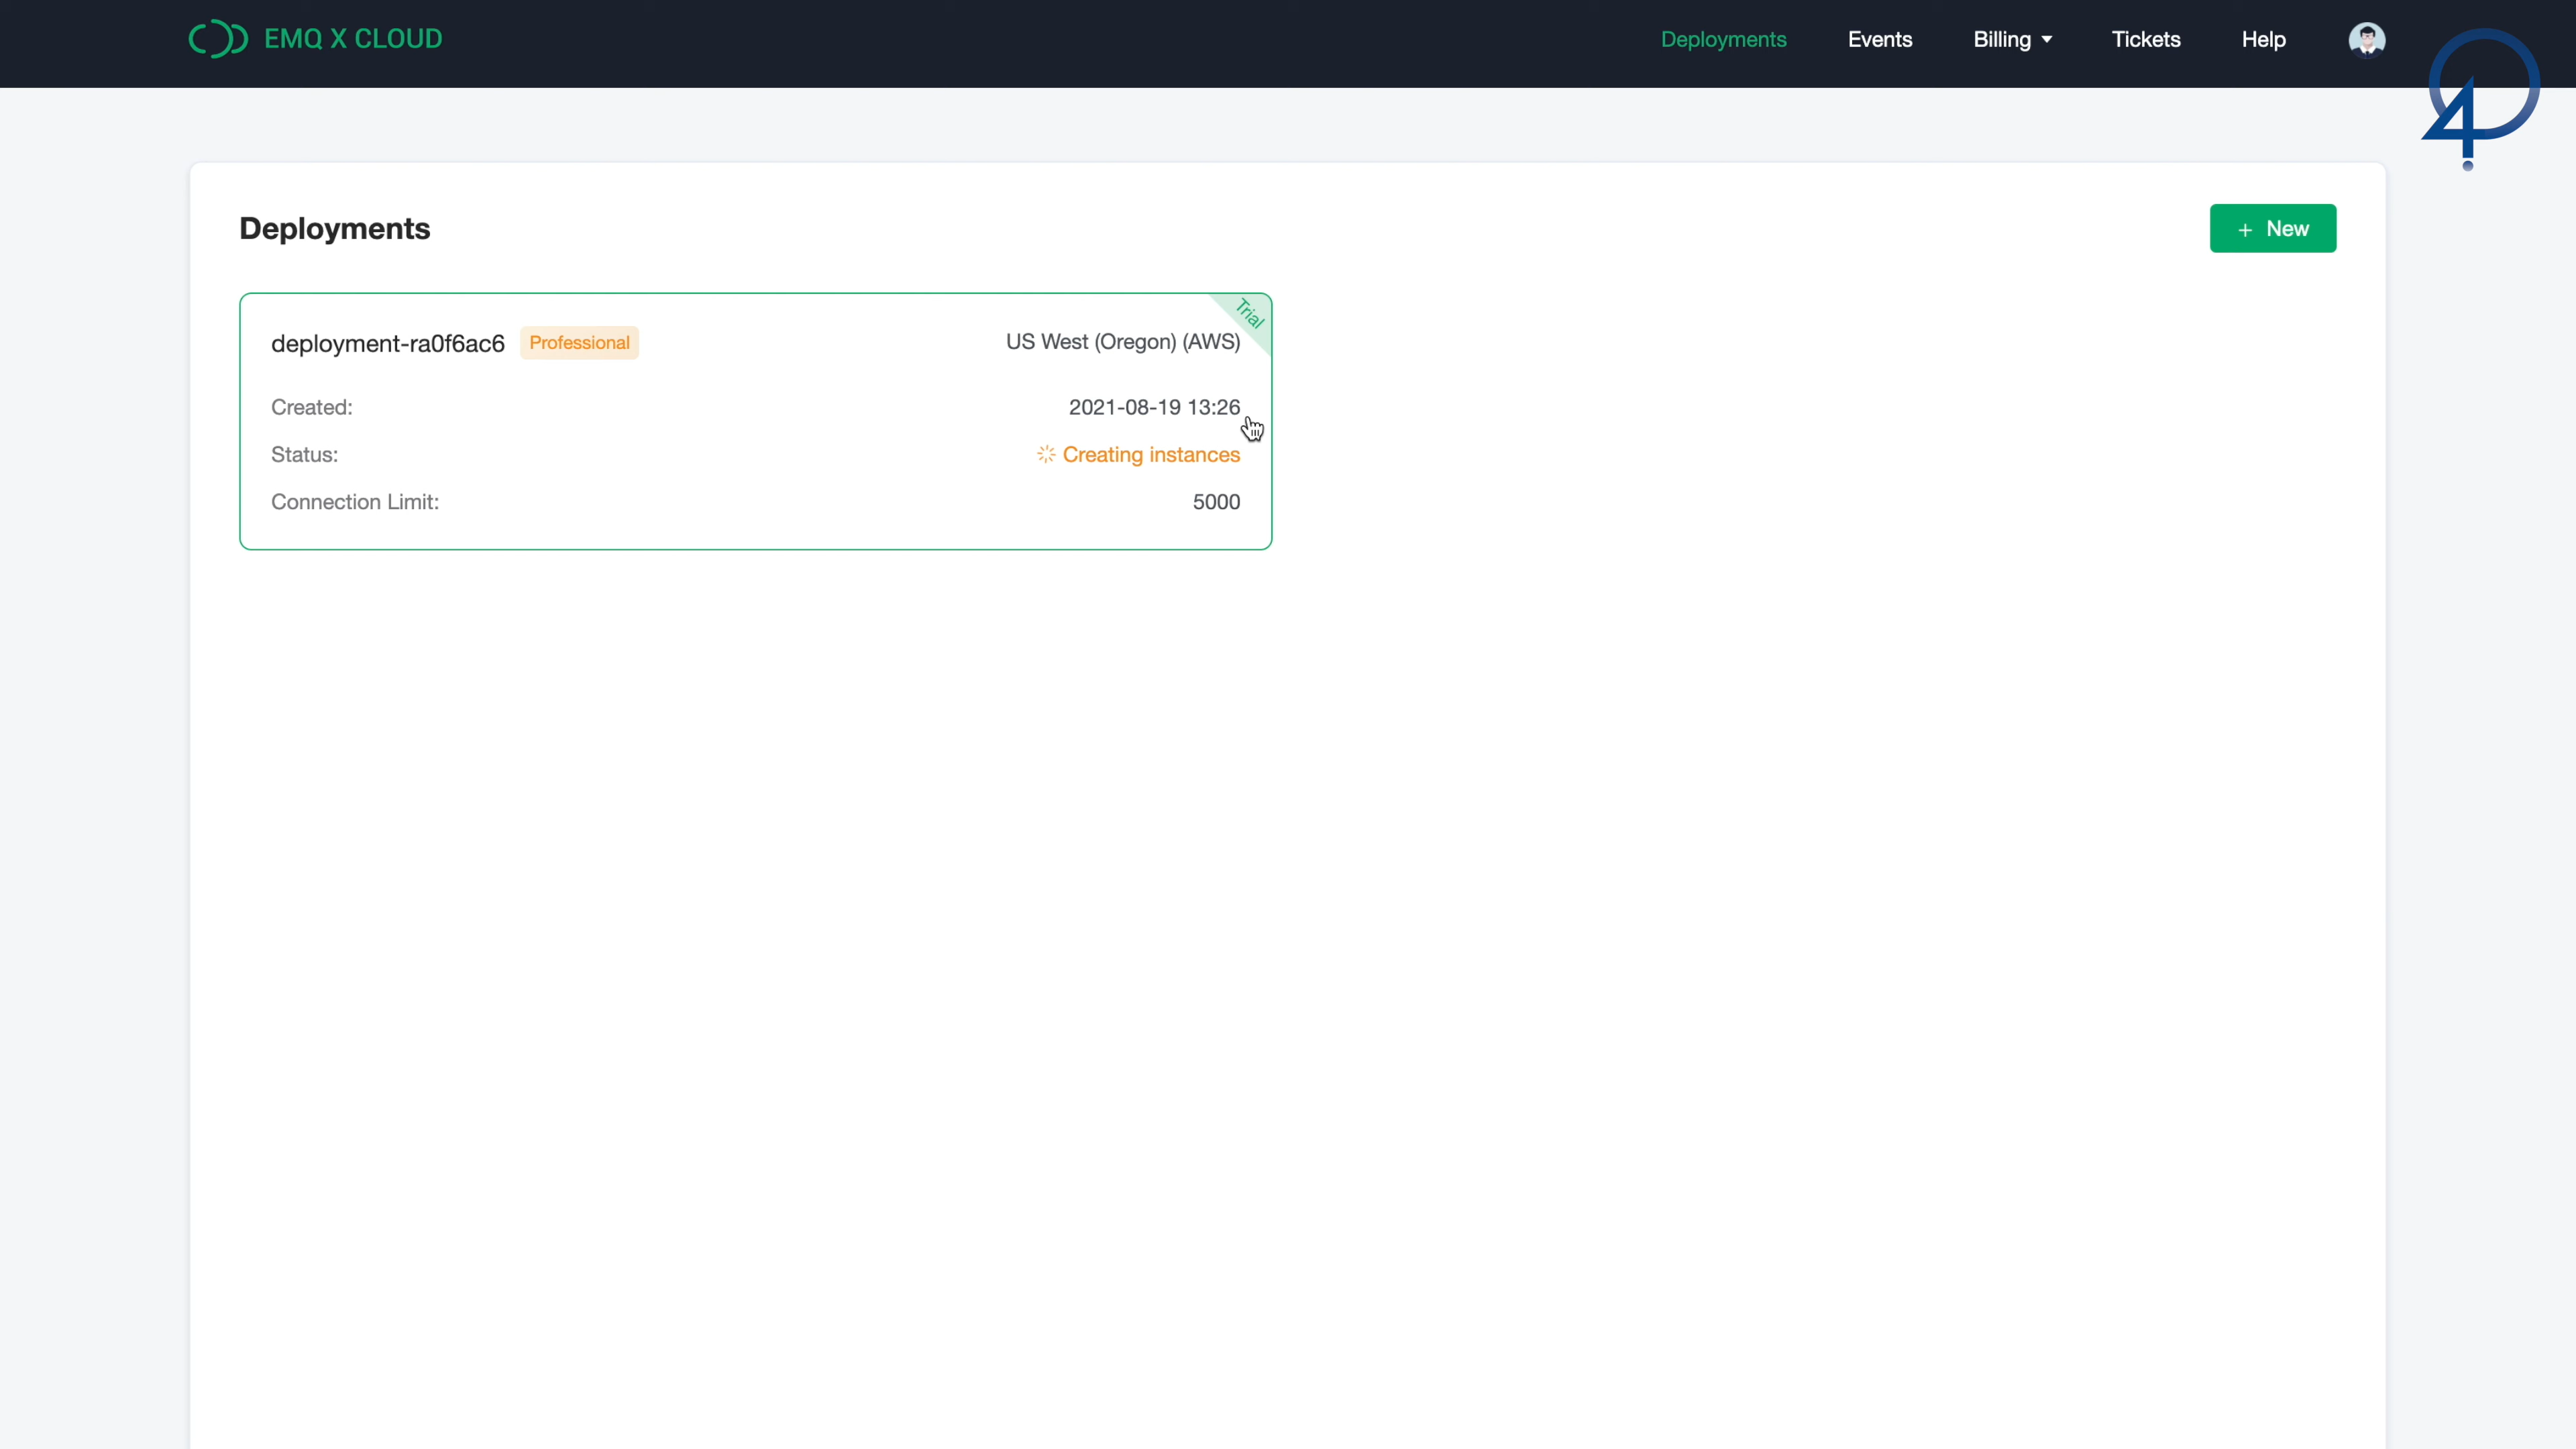 EMQ X CLOUD
Deployments
Events
Billing
Tickets
Help
4
Deployments
+ New
Trial
deployment-ra0f6ac6
Professional
US West (Oregon) (AWS)
Created:
2021-08-19 13:26
Status:
Creating instances
Connection Limit:
5000